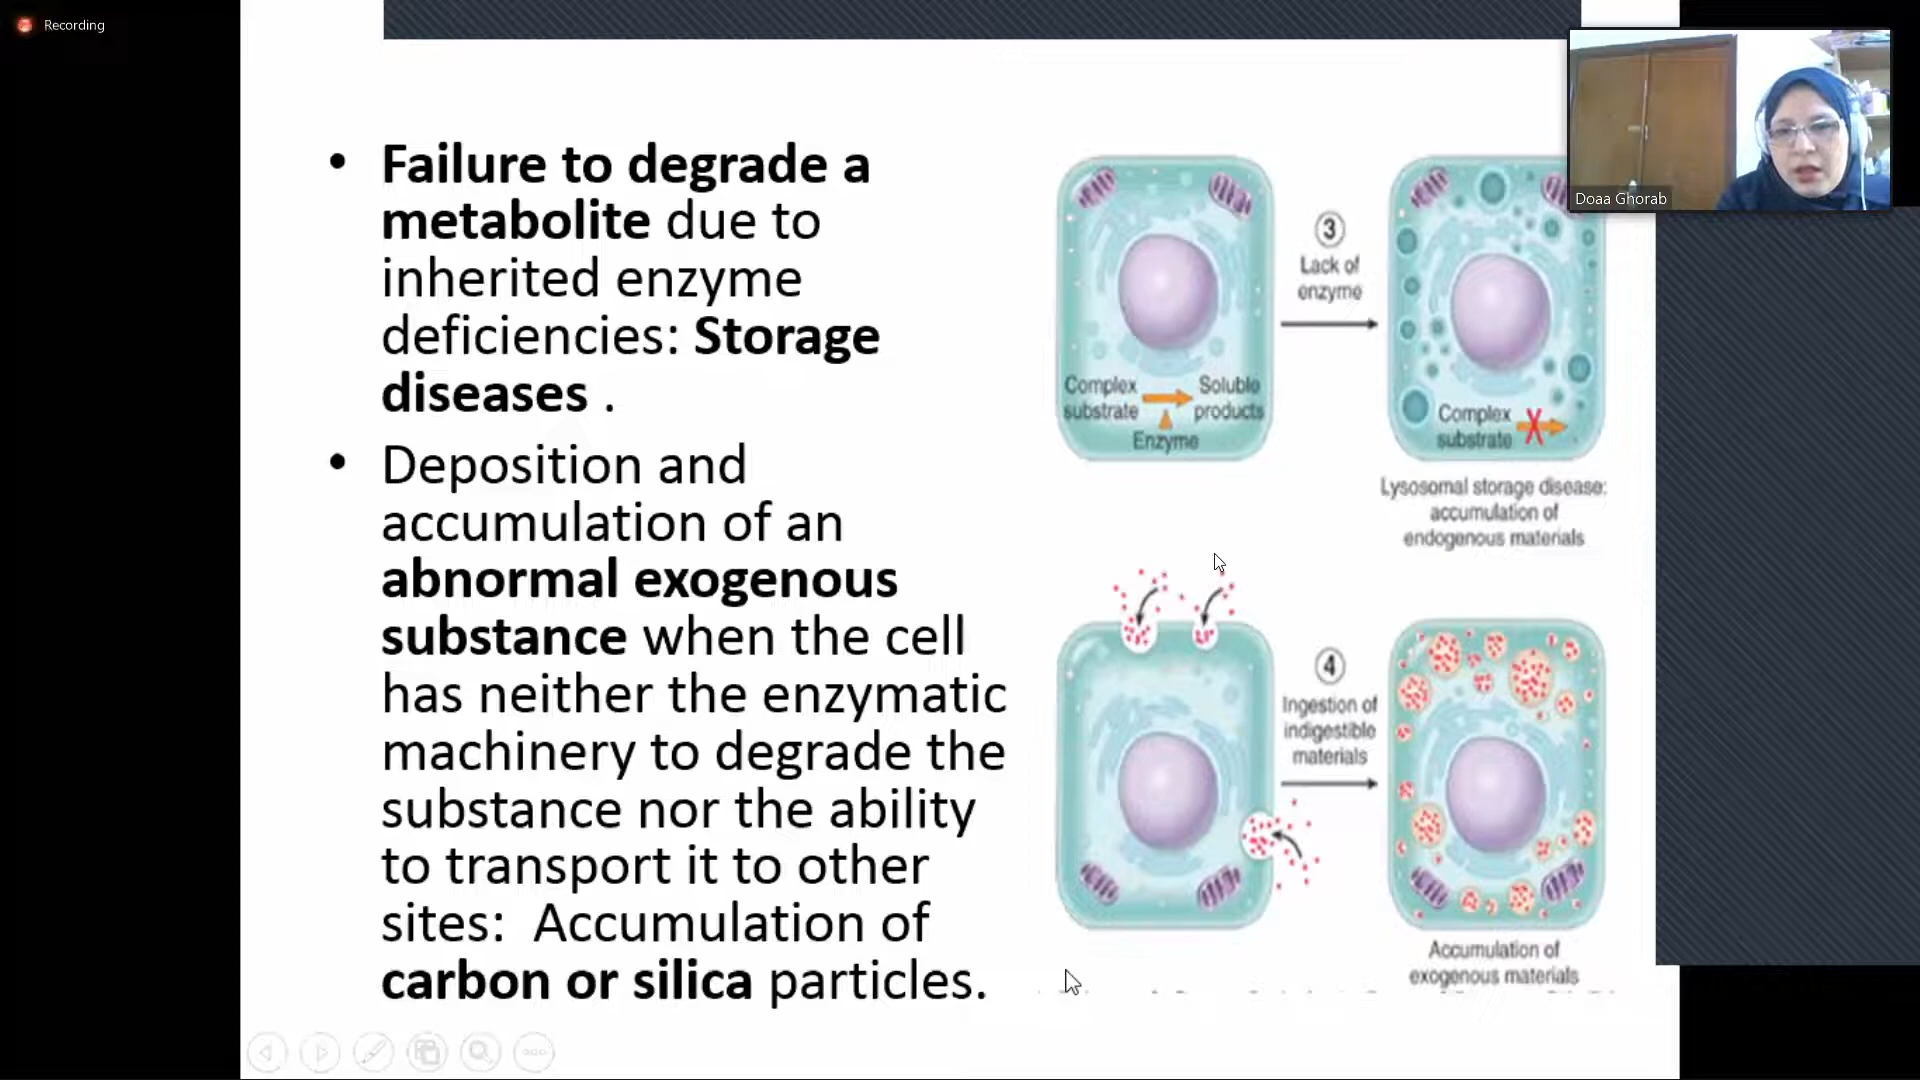 Recording
Doaa Ghorab
• Failure to degrade a
metabolite due to
inherited enzyme
deficiencies: Storage
diseases .
• Deposition and
accumulation of an
abnormal exogenous
substance when the cell
has neither the enzymatic
machinery to degrade the
substance nor the ability
to transport it to other
sites:  Accumulation of
carbon or silica particles.
3
Lack of
enzyme
Complex
substrate
Soluble
products
Enzyme
Complex
substrate
Lysosomal storage disease:
accumulation of
endogenous materials
4
Ingestion of
indigestible
materials
Accumulation of
exogenous materials